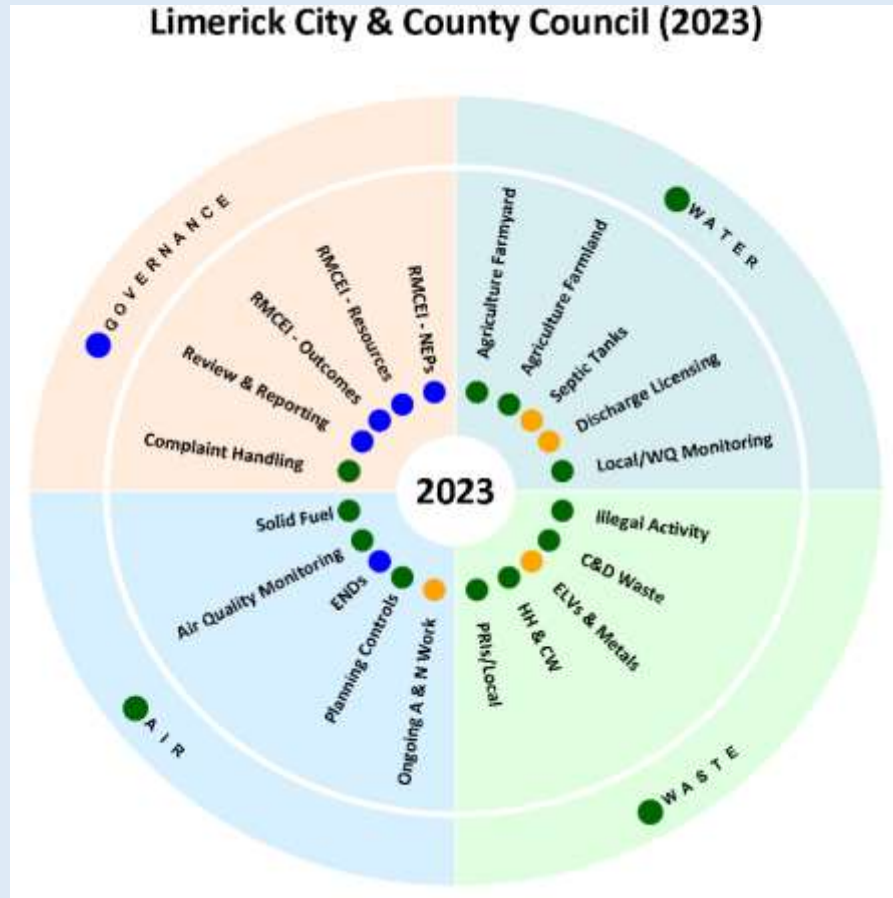 Limerick City & County Council (2023)
GOVERNANCE
RMCEI - NEPs
RMCEI - Resources
RMCEI - Outcomes
Review & Reporting
Complaint Handling
WATER
Agriculture Farmyard
Agriculture Farmland
Septic Tanks
Discharge Licensing
Local/WQ Monitoring
2023
Solid Fuel
Air Quality Monitoring
ENDs
Planning Controls
Ongoing A & N Work
AIR
Illegal Activity
C&D Waste
ELVs & Metals
HH & CW
PRIs/Local
WASTE